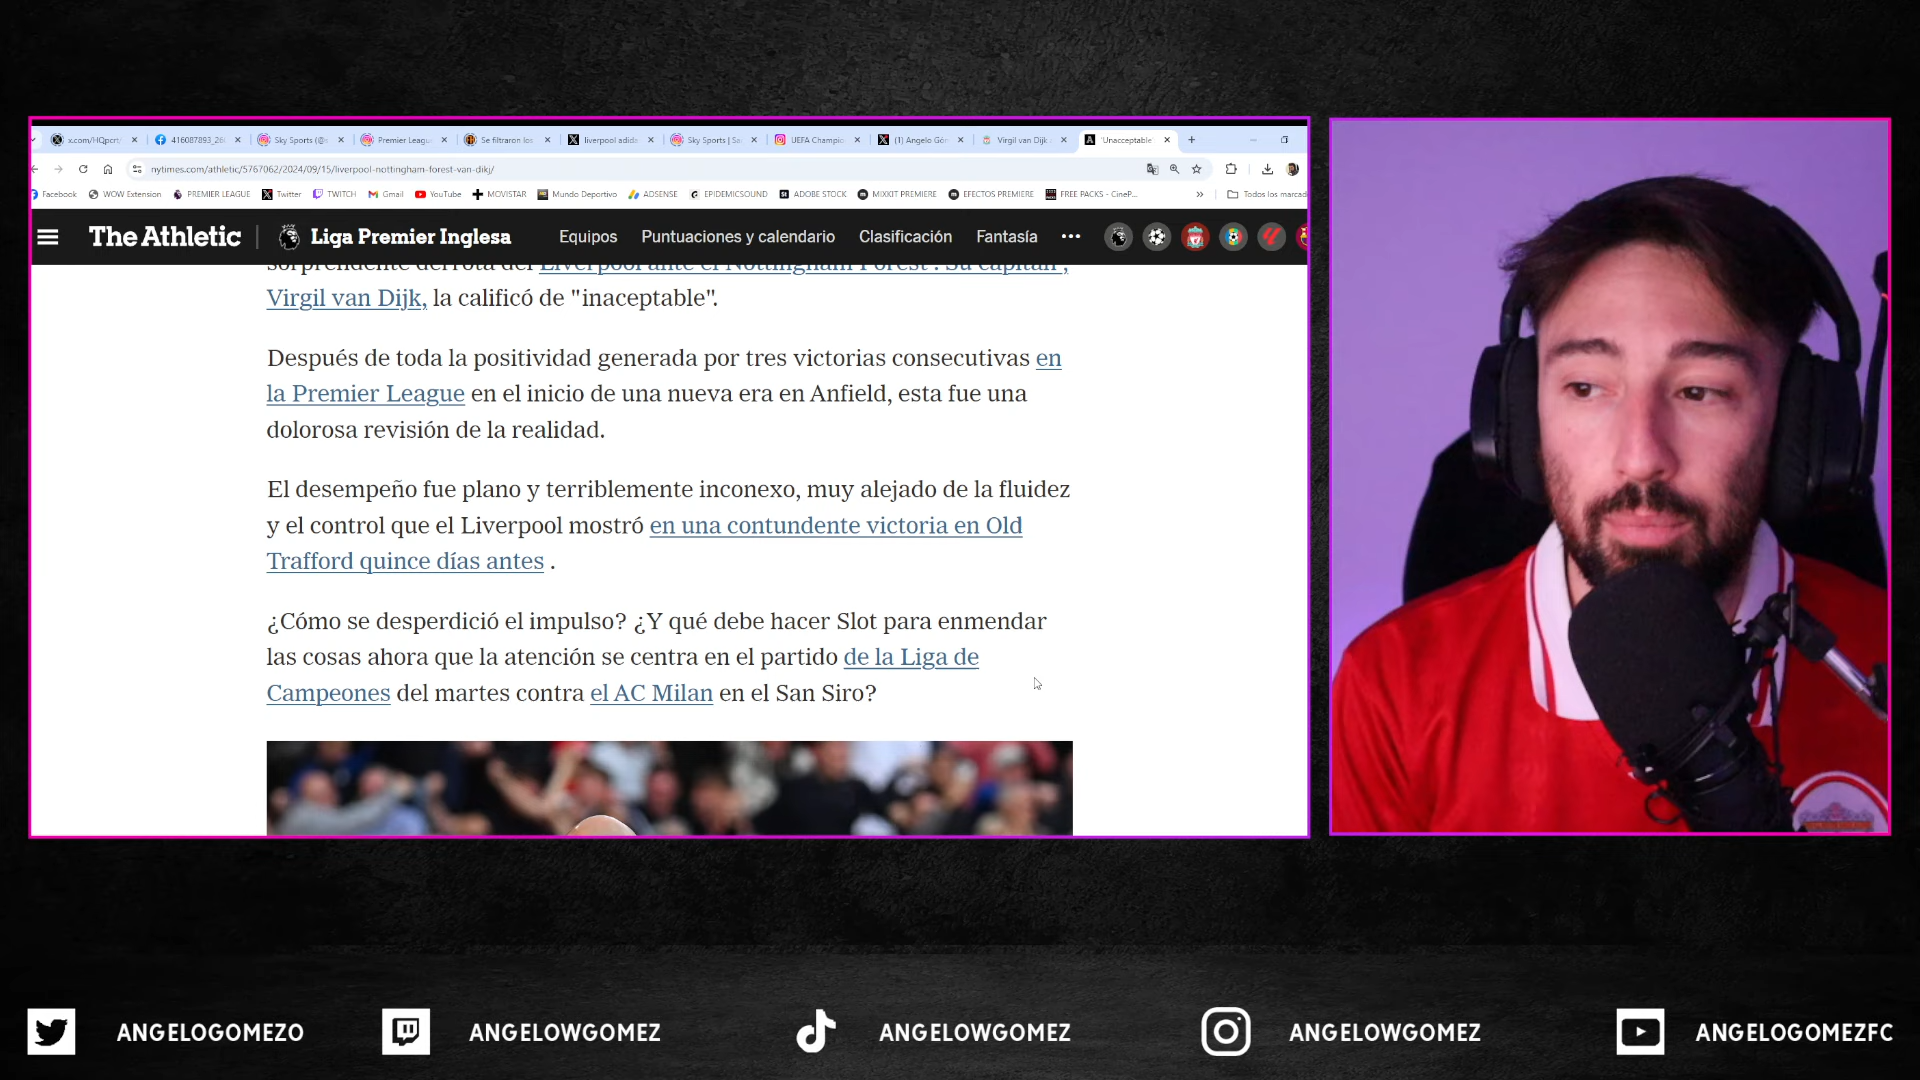 x.com/HQpcrt
416087893_26
Sky Sports (@s
Premier Leagu
Se filtraron los
liverpool adida
Sky Sports | Sa
UEFA Champio
(1) Angelo Gó
Virgil van Dijk
'Unacceptable'
nytimes.com/athletic/5767062/2024/09/15/liverpool-nottingham-forest-van-dikj/
Facebook WOW Extension PREMIER LEAGUE Twitter TWITCH Gmail YouTube MOVISTAR Mundo Deportivo ADSENSE EPIDEMICSOUND ADOBE STOCK MIXKIT PREMIERE EFECTOS PREMIERE FREE PACKS - CineP... » Todos los marcad
The Athletic | Liga Premier Inglesa Equipos Puntuaciones y calendario Clasificación Fantasía •••
sorprendente derrota del Liverpool ante el Nottingham Forest . Su capitán ,
Virgil van Dijk, la calificó de "inaceptable".
Después de toda la positividad generada por tres victorias consecutivas en
la Premier League en el inicio de una nueva era en Anfield, esta fue una
dolorosa revisión de la realidad.
El desempeño fue plano y terriblemente inconexo, muy alejado de la fluidez
y el control que el Liverpool mostró en una contundente victoria en Old
Trafford quince días antes .
¿Cómo se desperdició el impulso? ¿Y qué debe hacer Slot para enmendar
las cosas ahora que la atención se centra en el partido de la Liga de
Campeones del martes contra el AC Milan en el San Siro?
ANGELOGOMEZO
ANGELOWGOMEZ
ANGELOWGOMEZ
ANGELOWGOMEZ
ANGELOGOMEZFC